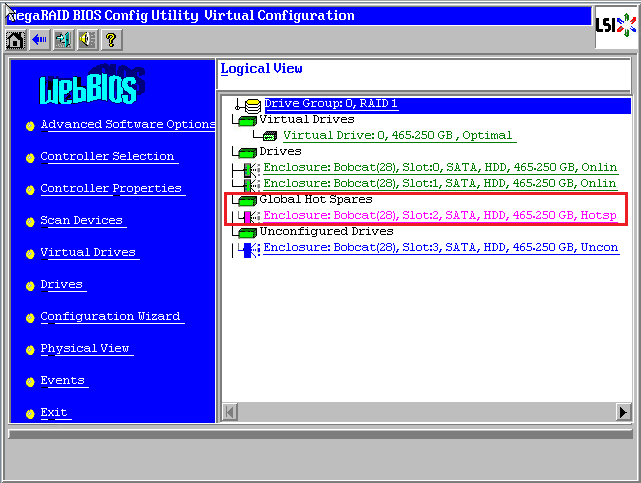 MegaRAID BIOS Config Utility Virtual Configuration
LSI
WebBIOS
Advanced Software Options
Controller Selection
Controller Properties
Scan Devices
Virtual Drives
Drives
Configuration Wizard
Physical View
Events
Exit
Logical View
Drive Group: 0, RAID 1
Virtual Drives
Virtual Drive: 0, 465.250 GB , Optimal
Drives
Enclosure: Bobcat(28), Slot:0, SATA, HDD, 465.250 GB, Onlin
Enclosure: Bobcat(28), Slot:1, SATA, HDD, 465.250 GB, Onlin
Global Hot Spares
Enclosure: Bobcat(28), Slot:2, SATA, HDD, 465.250 GB, Hotsp
Unconfigured Drives
Enclosure: Bobcat(28), Slot:3, SATA, HDD, 465.250 GB, Uncon